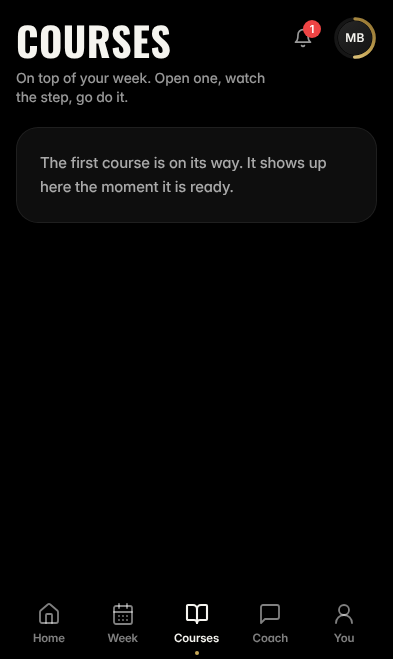 COURSES
1
MB
On top of your week. Open one, watch
the step, go do it.
The first course is on its way. It shows up
here the moment it is ready.
Home
Week
Courses
Coach
You